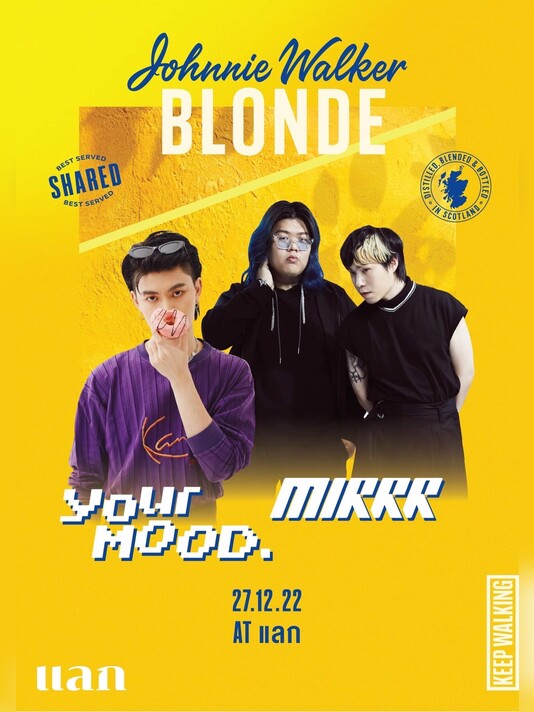 Johnnie Walker
BLONDE
BEST SERVED
SHARED
BEST SERVED
DISTILLED, BLENDED & BOTTLED
IN SCOTLAND
your
MOOD.
MIRRR
27.12.22
AT แลก
KEEP WALKING
แลก